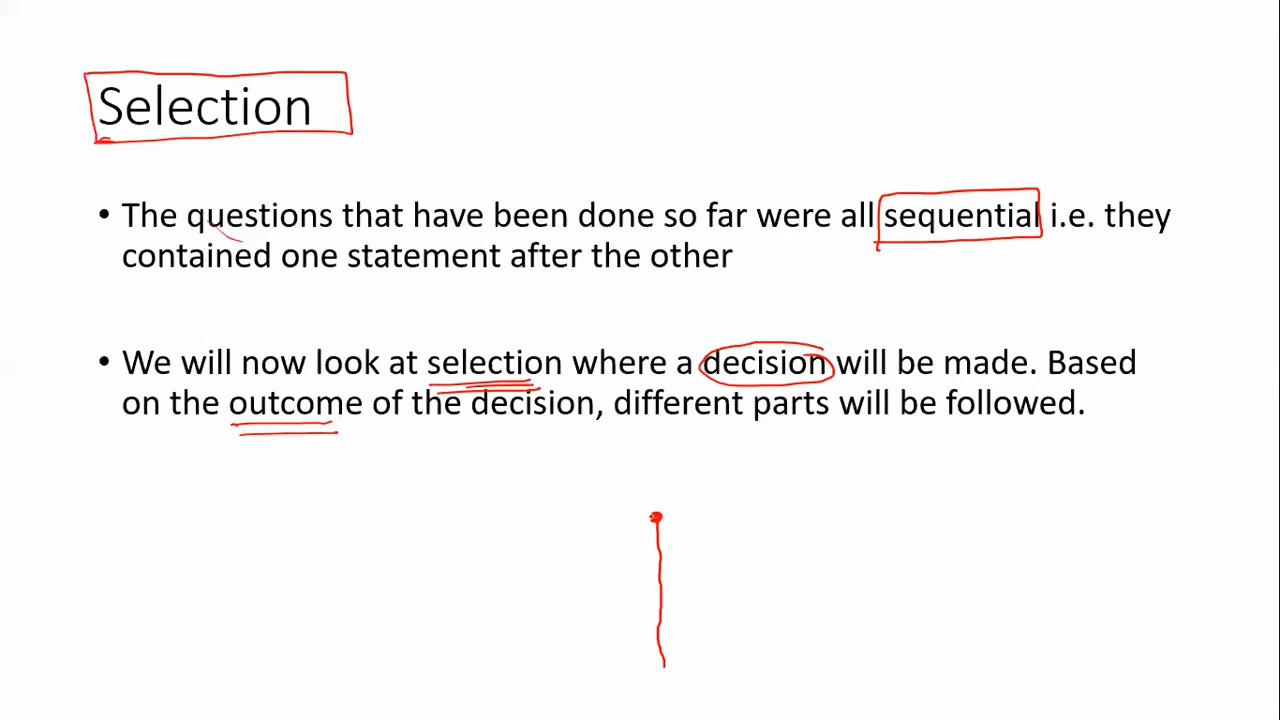 Selection
• The questions that have been done so far were all sequential i.e. they
contained one statement after the other
• We will now look at selection where a decision will be made. Based
on the outcome of the decision, different parts will be followed.